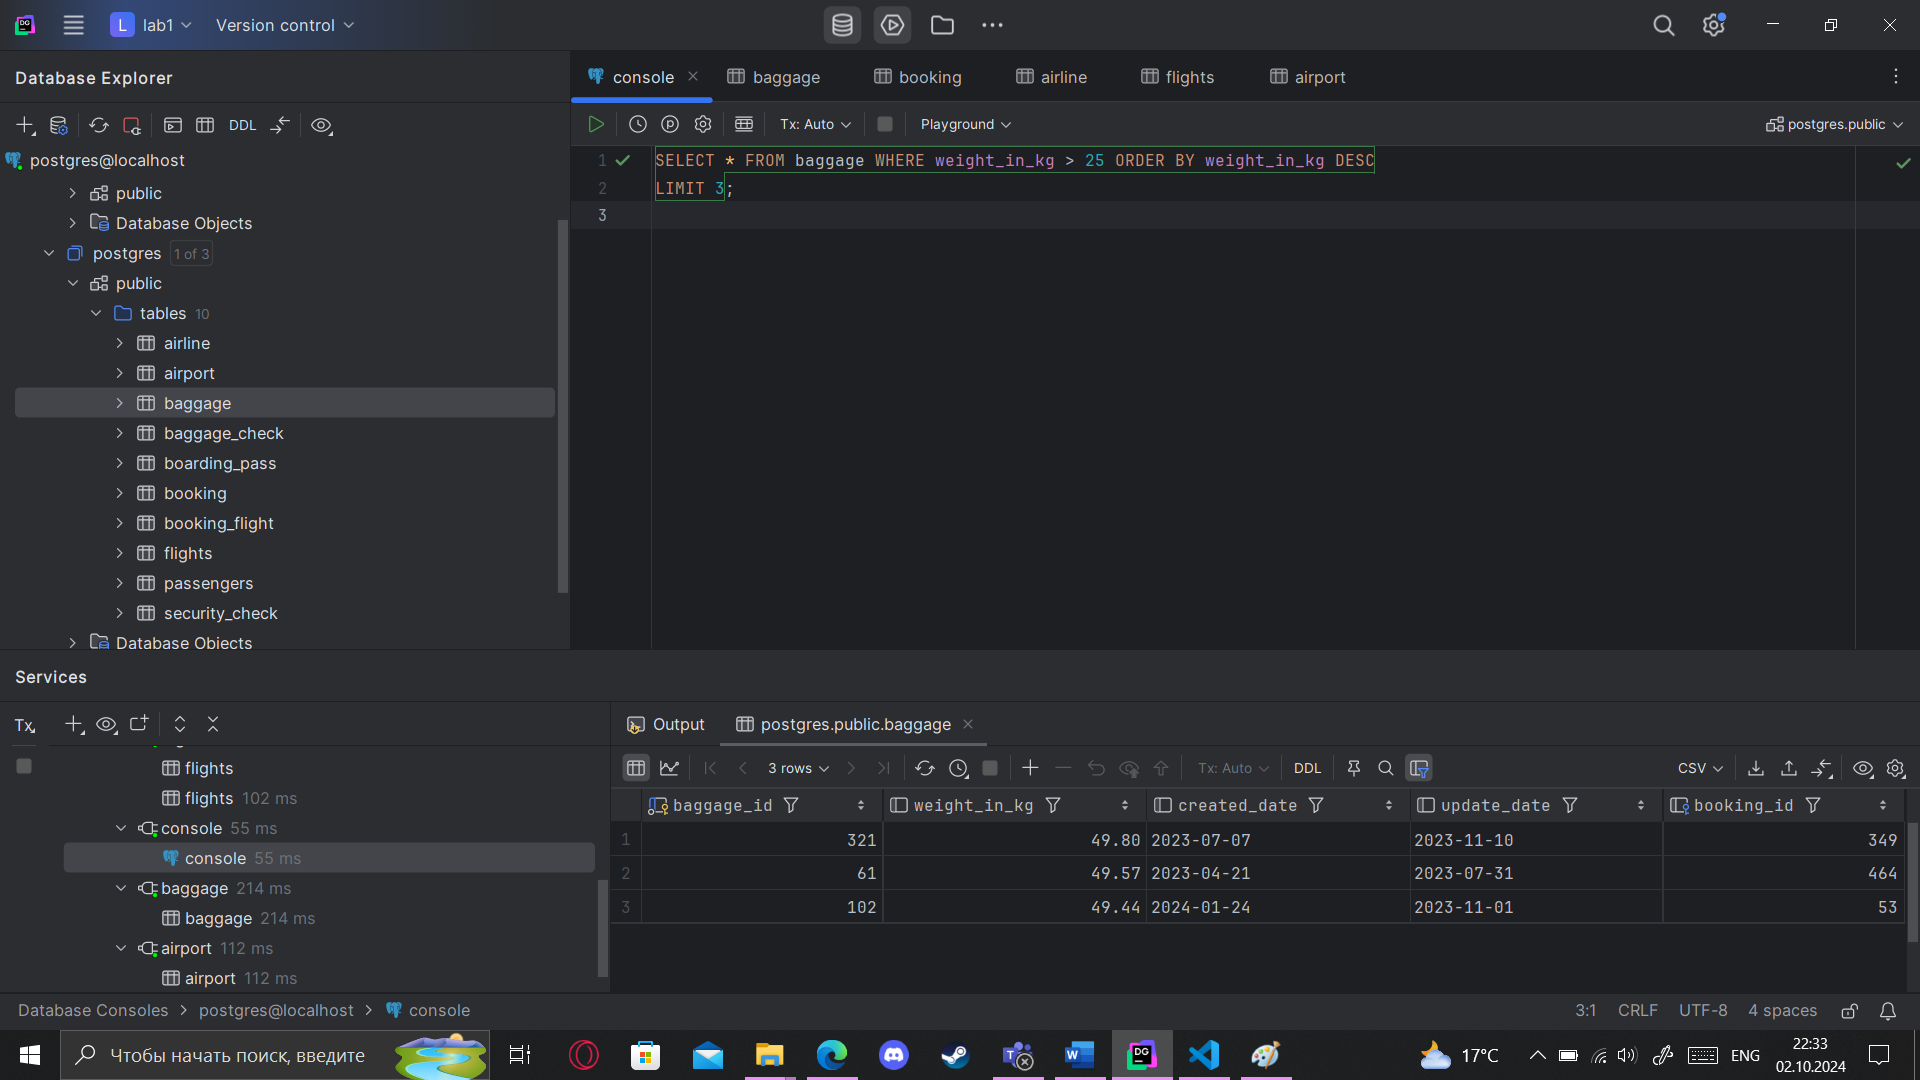 L lab1 Version control
Database Explorer
console baggage booking airline flights airport
DDL
Tx: Auto Playground postgres.public
postgres@localhost
public
Database Objects
postgres 1 of 3
public
tables 10
airline
airport
baggage
baggage_check
boarding_pass
booking
booking_flight
flights
passengers
security_check
Database Objects
1 SELECT * FROM baggage WHERE weight_in_kg > 25 ORDER BY weight_in_kg DESC
2 LIMIT 3;
3
Services
Tx
flights
flights 102 ms
console 55 ms
console 55 ms
baggage 214 ms
baggage 214 ms
airport 112 ms
airport 112 ms
Output postgres.public.baggage
3 rows Tx: Auto DDL CSV
baggage_id weight_in_kg created_date update_date booking_id
1 321 49.80 2023-07-07 2023-11-10 349
2 61 49.57 2023-04-21 2023-07-31 464
3 102 49.44 2024-01-24 2023-11-01 53
Database Consoles postgres@localhost console
3:1 CRLF UTF-8 4 spaces
Чтобы начать поиск, введите
DG
17°C ENG 22:33
02.10.2024